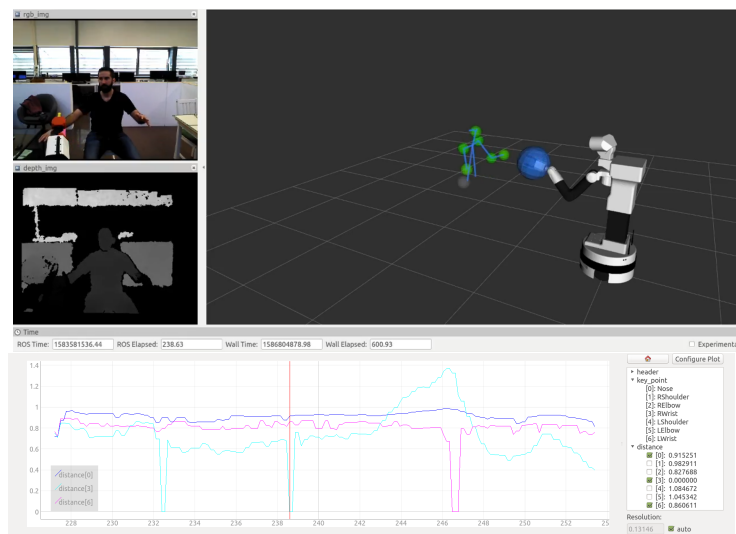 rgb_img
depth_img
Time
ROS Time: 1583581536.44 ROS Elapsed: 238.63 Wall Time: 1586804878.98 Wall Elapsed: 600.93 Experimenta
Configure Plot
1.4
1.2
1
0.8
0.6
0.4
0.2
0
distance[0]
distance[3]
distance[6]
228 230 232 234 236 238 240 242 244 246 248 250 252 25
header
key_point
[0]: Nose
[1]: RShoulder
[2]: RElbow
[3]: RWrist
[4]: LShoulder
[5]: LElbow
[6]: LWrist
distance
[0]: 0.915251
[1]: 0.982911
[2]: 0.827688
[3]: 0.000000
[4]: 1.084672
[5]: 1.045342
[6]: 0.860611
Resolution:
0.13146 auto